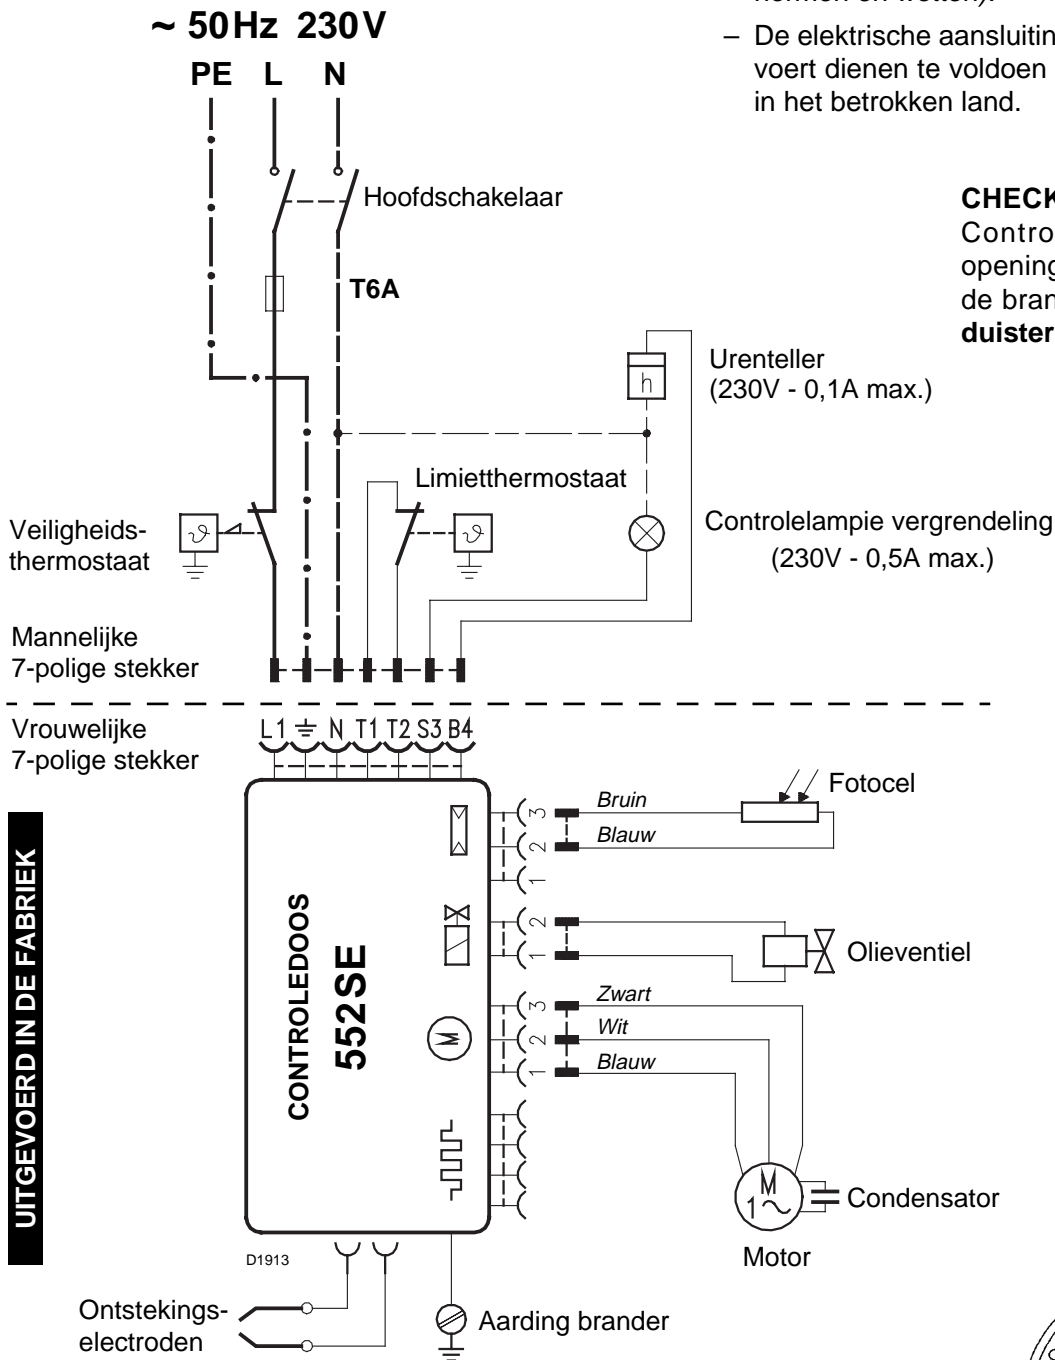 normen en wetten).
~ 50Hz 230V
– De elektrische aansluitin
voert dienen te voldoen
in het betrokken land.
PE L N
Hoofdschakelaar
CHECK
Contro
opening
de bran
duister
T6A
Urenteller
(230V - 0,1A max.)
h
Limietthermostaat
Veiligheids-
thermostaat
ϑ
ϑ
Controlelampie vergrendeling
(230V - 0,5A max.)
Mannelijke
7-polige stekker
Vrouwelijke
7-polige stekker
L1 N T1 T2 S3 B4
Fotocel
Bruin
3
Blauw
2
1
UITGEVOERD IN DE FABRIEK
CONTROLEDOOS
552SE
2
1
Olieventiel
Zwart
3
Wit
2
Blauw
1
M
M
1~
Condensator
Motor
D1913
Ontstekings-
electroden
Aarding brander